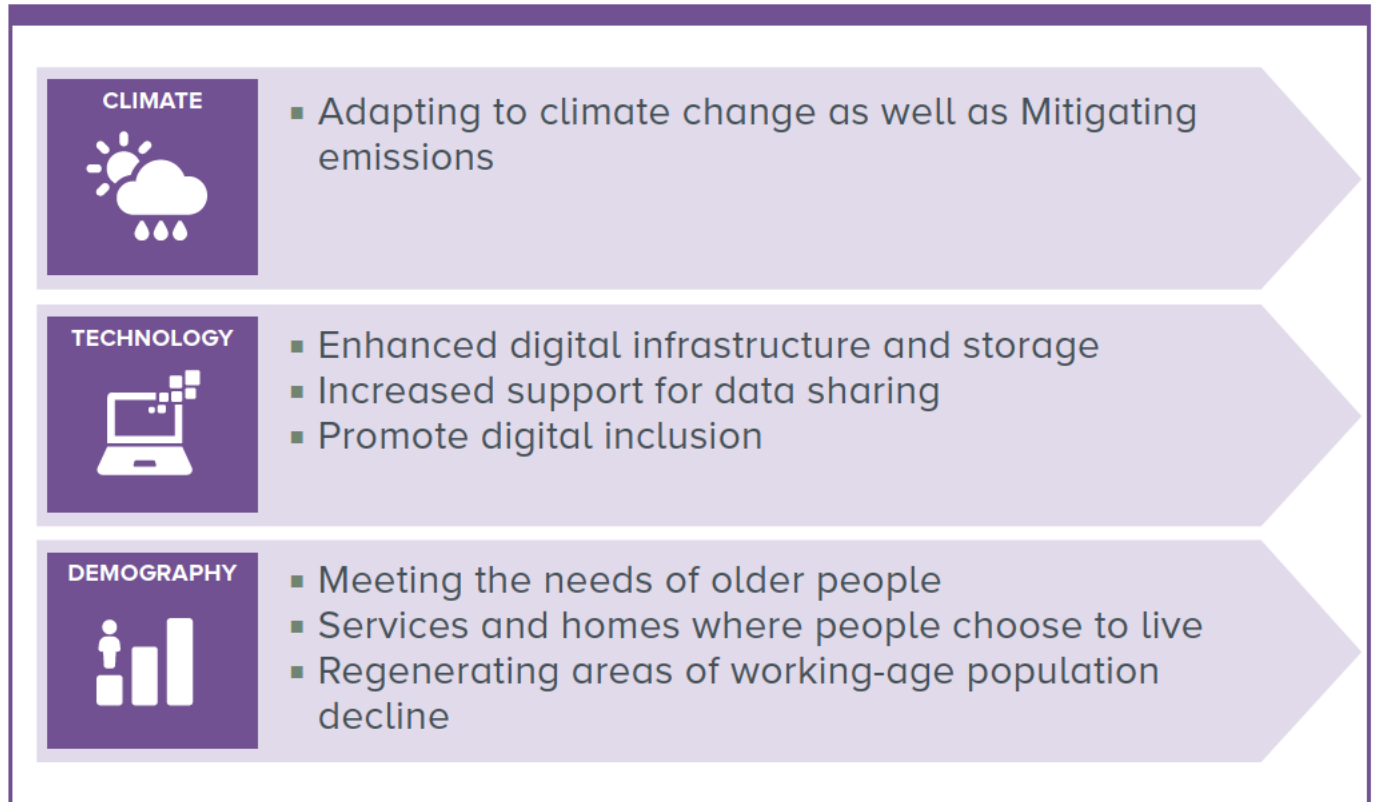 CLIMATE
▪ Adapting to climate change as well as Mitigating
emissions
TECHNOLOGY
▪ Enhanced digital infrastructure and storage
▪ Increased support for data sharing
▪ Promote digital inclusion
DEMOGRAPHY
▪ Meeting the needs of older people
▪ Services and homes where people choose to live
▪ Regenerating areas of working-age population
decline